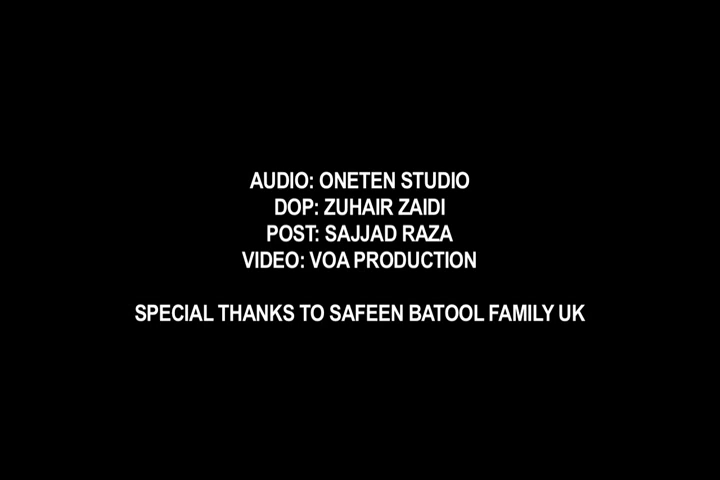 AUDIO: ONETEN STUDIO
DOP: ZUHAIR ZAIDI
POST: SAJJAD RAZA
VIDEO: VOA PRODUCTION
SPECIAL THANKS TO SAFEEN BATOOL FAMILY UK